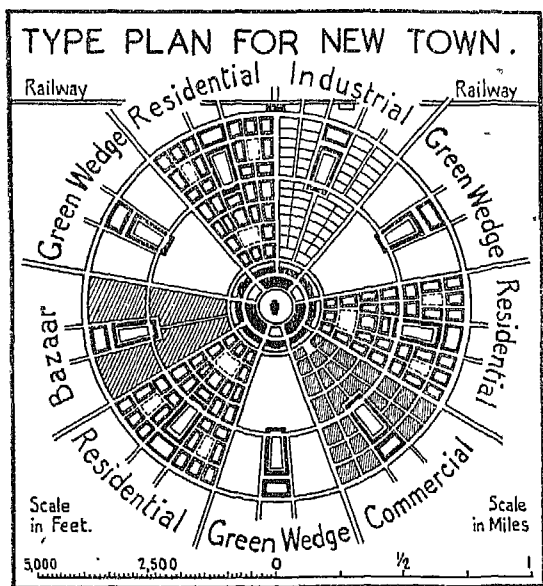 TYPE PLAN FOR NEW TOWN.
Railway
Residential
Industrial
Railway
Green Wedge
Green Wedge
Residential
Bazaar
Residential
Green Wedge
Commercial
Scale
in Feet.
Scale
in Miles
5,000 2,500 0 ½ 1